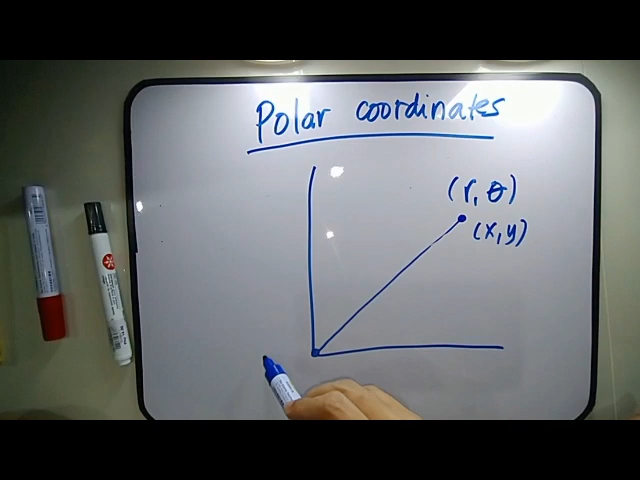 Polar coordinates
(r, θ)
(x, y)